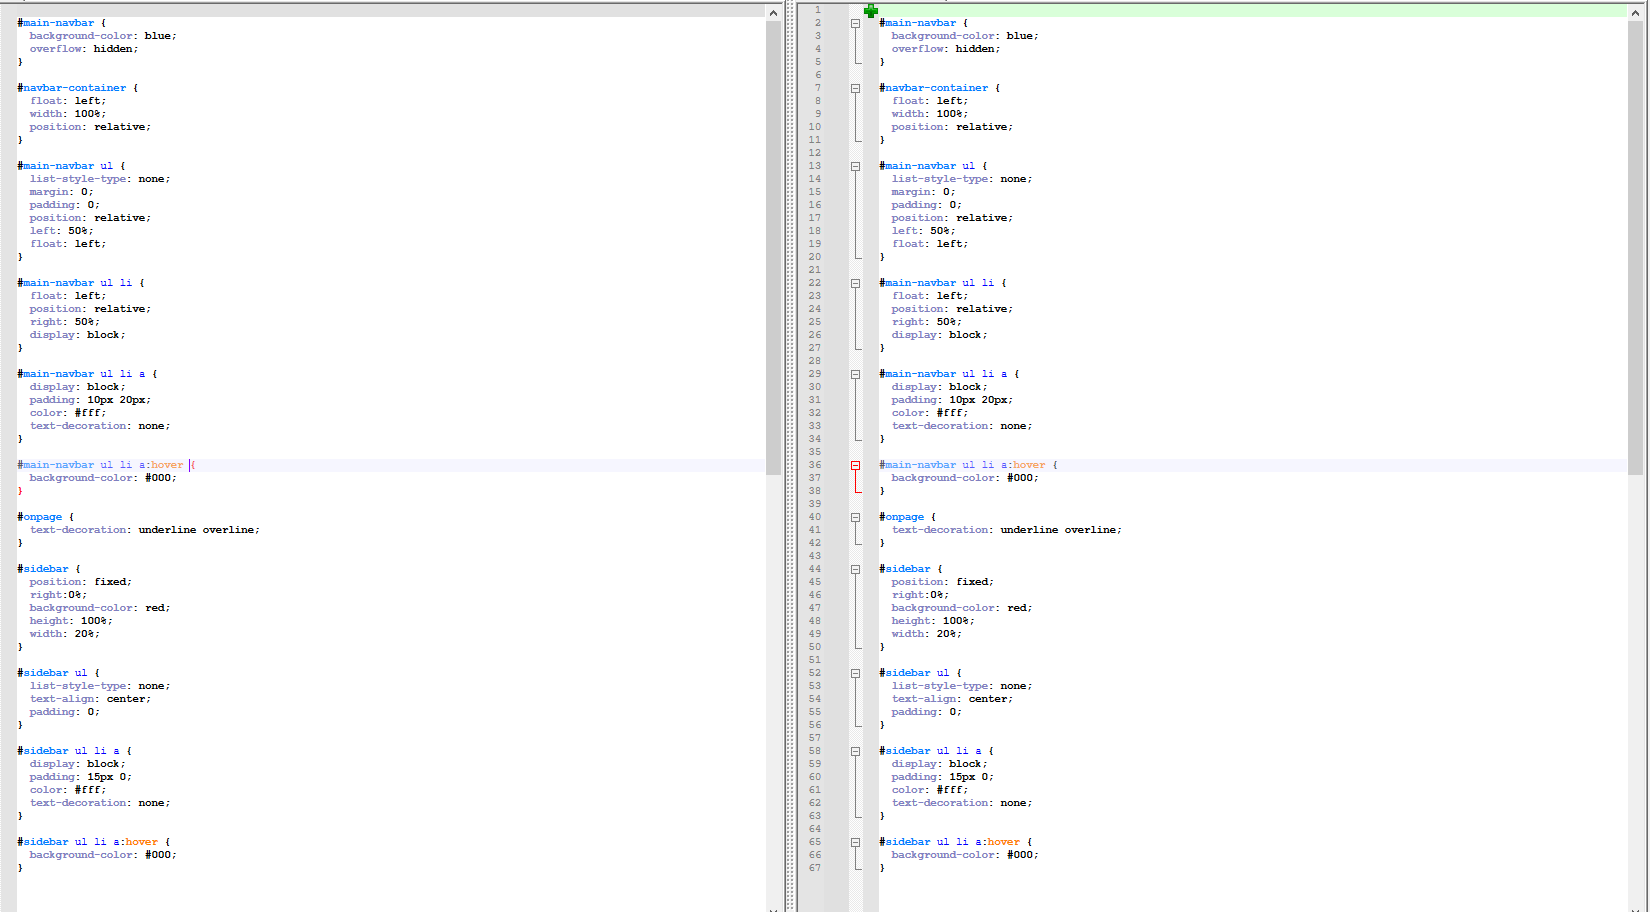 #main-navbar {
  background-color: blue;
  overflow: hidden;
}
#navbar-container {
  float: left;
  width: 100%;
  position: relative;
}
#main-navbar ul {
  list-style-type: none;
  margin: 0;
  padding: 0;
  position: relative;
  left: 50%;
  float: left;
}
#main-navbar ul li {
  float: left;
  position: relative;
  right: 50%;
  display: block;
}
#main-navbar ul li a {
  display: block;
  padding: 10px 20px;
  color: #fff;
  text-decoration: none;
}
#main-navbar ul li a:hover {
  background-color: #000;
}
#onpage {
  text-decoration: underline overline;
}
#sidebar {
  position: fixed;
  right:0%;
  background-color: red;
  height: 100%;
  width: 20%;
}
#sidebar ul {
  list-style-type: none;
  text-align: center;
  padding: 0;
}
#sidebar ul li a {
  display: block;
  padding: 15px 0;
  color: #fff;
  text-decoration: none;
}
#sidebar ul li a:hover {
  background-color: #000;
}
1
2 #main-navbar {
3   background-color: blue;
4   overflow: hidden;
5 }
6
7 #navbar-container {
8   float: left;
9   width: 100%;
10   position: relative;
11 }
12
13 #main-navbar ul {
14   list-style-type: none;
15   margin: 0;
16   padding: 0;
17   position: relative;
18   left: 50%;
19   float: left;
20 }
21
22 #main-navbar ul li {
23   float: left;
24   position: relative;
25   right: 50%;
26   display: block;
27 }
28
29 #main-navbar ul li a {
30   display: block;
31   padding: 10px 20px;
32   color: #fff;
33   text-decoration: none;
34 }
35
36 #main-navbar ul li a:hover {
37   background-color: #000;
38 }
39
40 #onpage {
41   text-decoration: underline overline;
42 }
43
44 #sidebar {
45   position: fixed;
46   right:0%;
47   background-color: red;
48   height: 100%;
49   width: 20%;
50 }
51
52 #sidebar ul {
53   list-style-type: none;
54   text-align: center;
55   padding: 0;
56 }
57
58 #sidebar ul li a {
59   display: block;
60   padding: 15px 0;
61   color: #fff;
62   text-decoration: none;
63 }
64
65 #sidebar ul li a:hover {
66   background-color: #000;
67 }